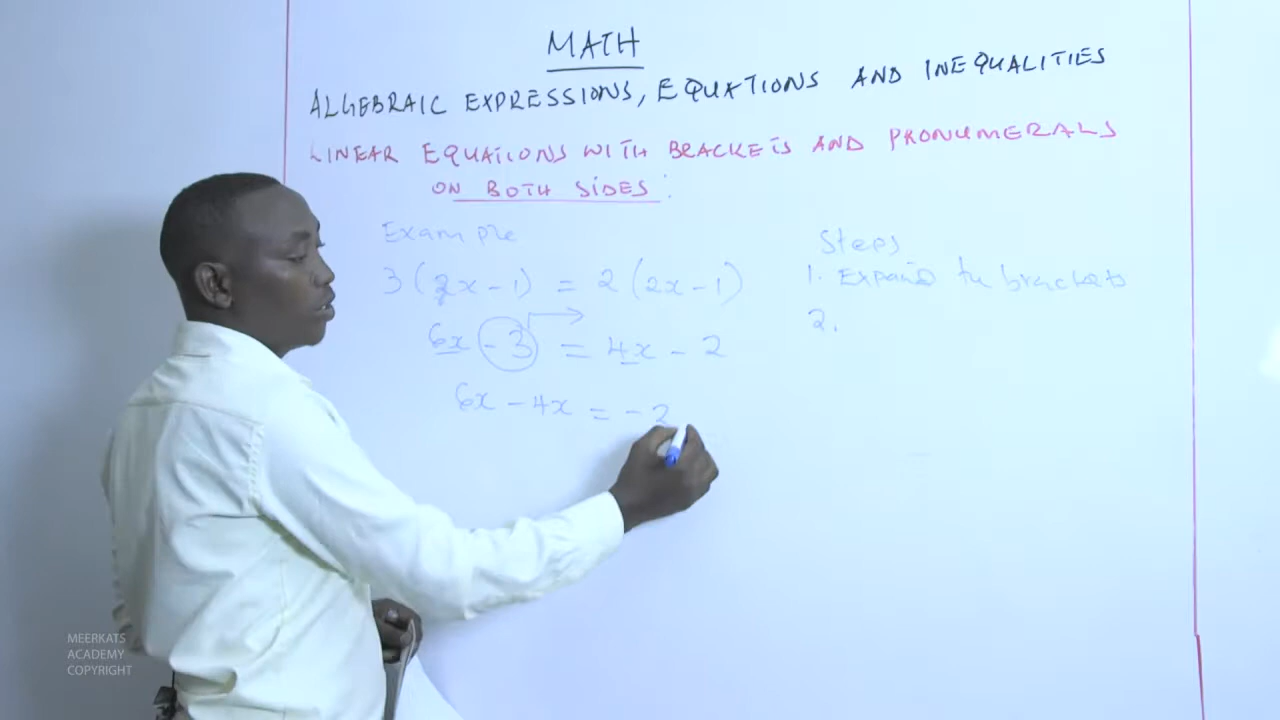 MATH
ALGEBRAIC EXPRESSIONS, EQUATIONS AND INEQUALITIES
LINEAR EQUATIONS WITH BRACKETS AND PRONUMERALS
ON BOTH SIDES:
Example
3(2x-1) = 2(2x-1)
6x - 3 = 4x - 2
6x - 4x = -2
Steps
1. Expand the brackets
2.
MEERKATS
ACADEMY
COPYRIGHT